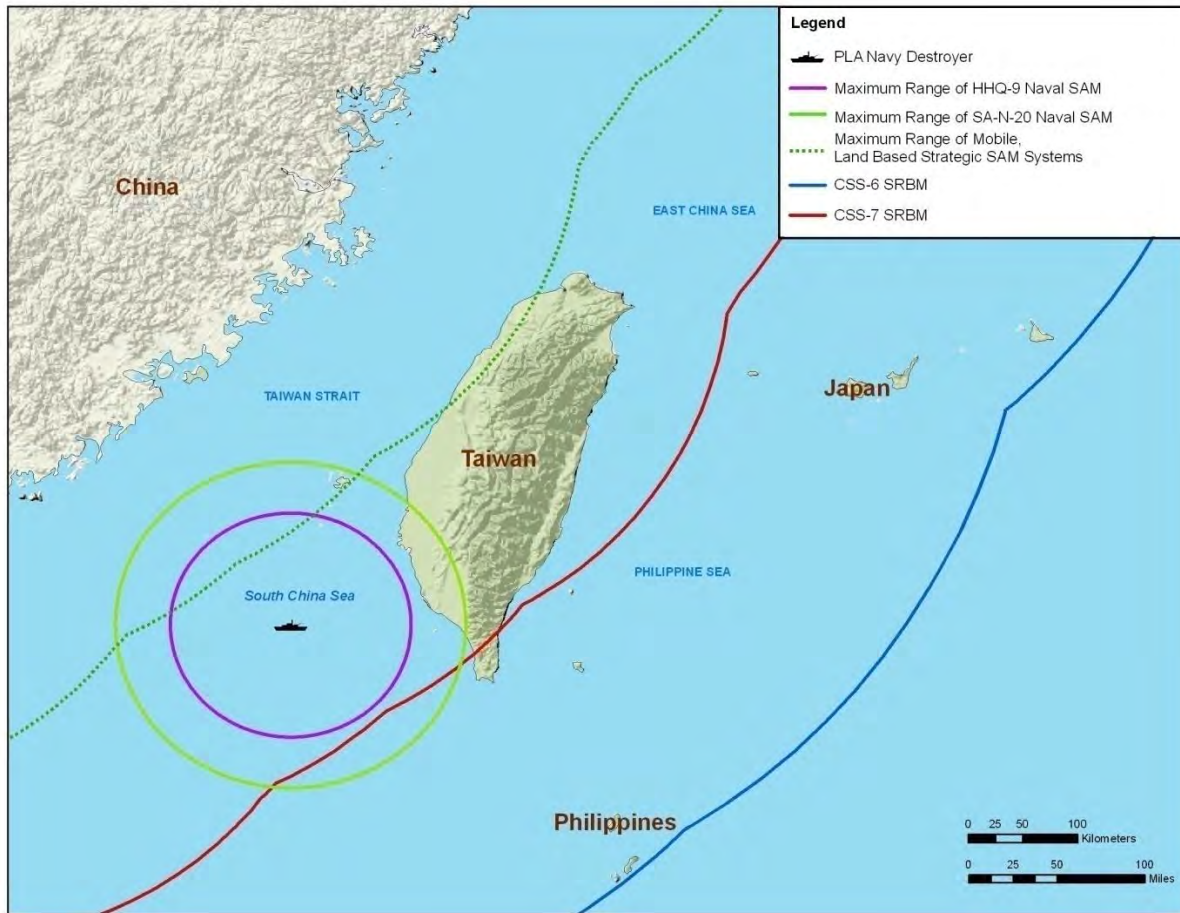 Legend
PLA Navy Destroyer
Maximum Range of HHQ-9 Naval SAM
Maximum Range of SA-N-20 Naval SAM
Maximum Range of Mobile,
Land Based Strategic SAM Systems
CSS-6 SRBM
CSS-7 SRBM
China
EAST CHINA SEA
TAIWAN STRAIT
Japan
Taiwan
PHILIPPINE SEA
South China Sea
Philippines
0 25 50 100
Kilometers
0 25 50 100
Miles